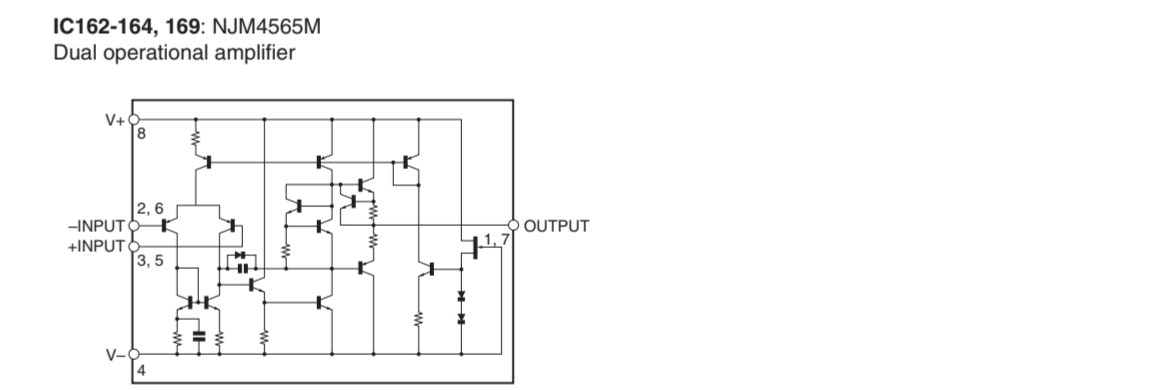 IC162-164, 169: NJM4565M
Dual operational amplifier
V+
8
2, 6
–INPUT
OUTPUT
+INPUT
1, 7
3, 5
V–
4